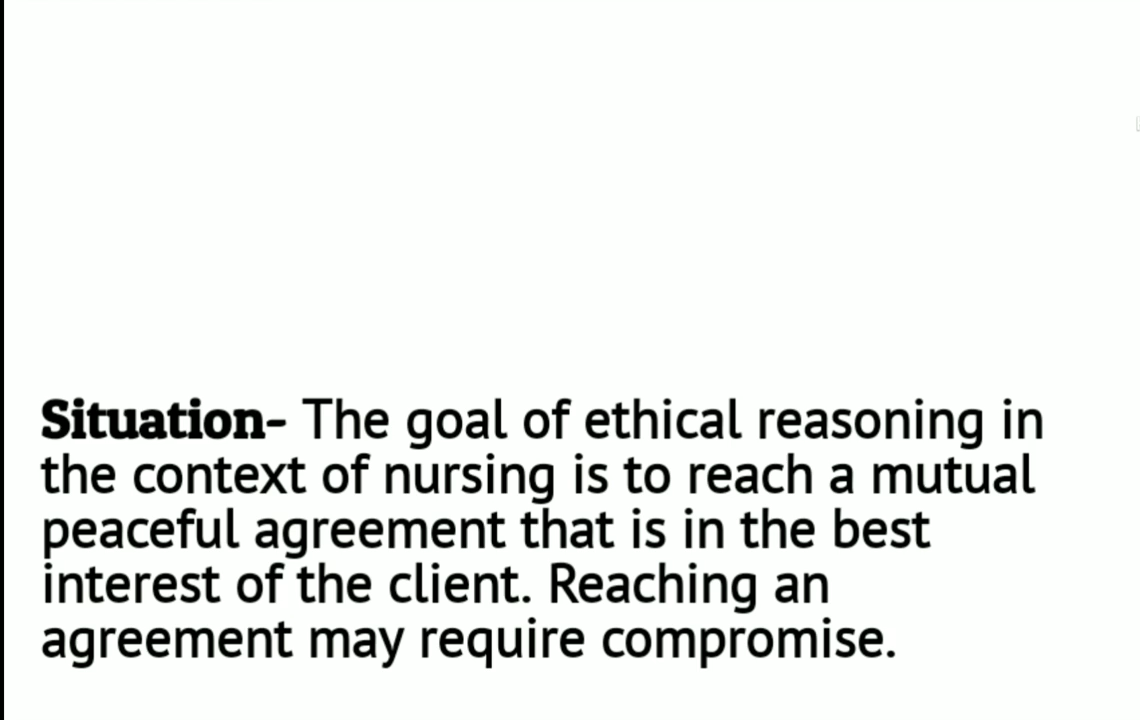 Situation- The goal of ethical reasoning in
the context of nursing is to reach a mutual
peaceful agreement that is in the best
interest of the client. Reaching an
agreement may require compromise.